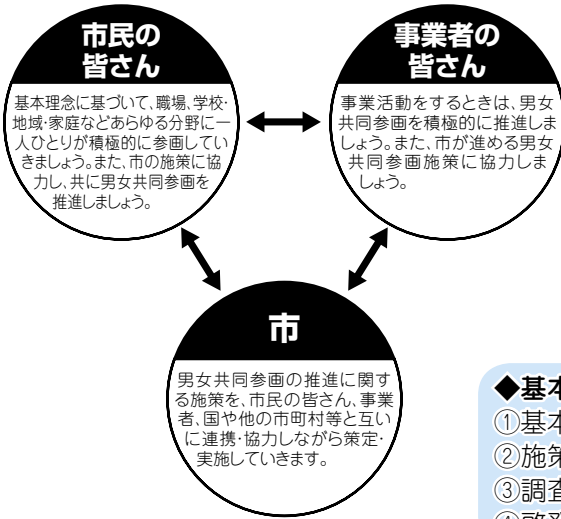 市民の
皆さん
基本理念に基づいて、職場、学校・
地域・家庭などあらゆる分野に一
人ひとりが積極的に参画してい
きましょう。また、市の施策に協
力し、共に男女共同参画を
推進しましょう。
事業者の
皆さん
事業活動をするときは、男女
共同参画を積極的に推進しま
しょう。また、市が進める男女
共同参画施策に協力しま
しょう。
市
男女共同参画の推進に関す
る施策を、市民の皆さん、事業
者、国や他の市町村等と互い
に連携・協力しながら策定・
実施していきます。
◆基本
①基本
②施策
③調査